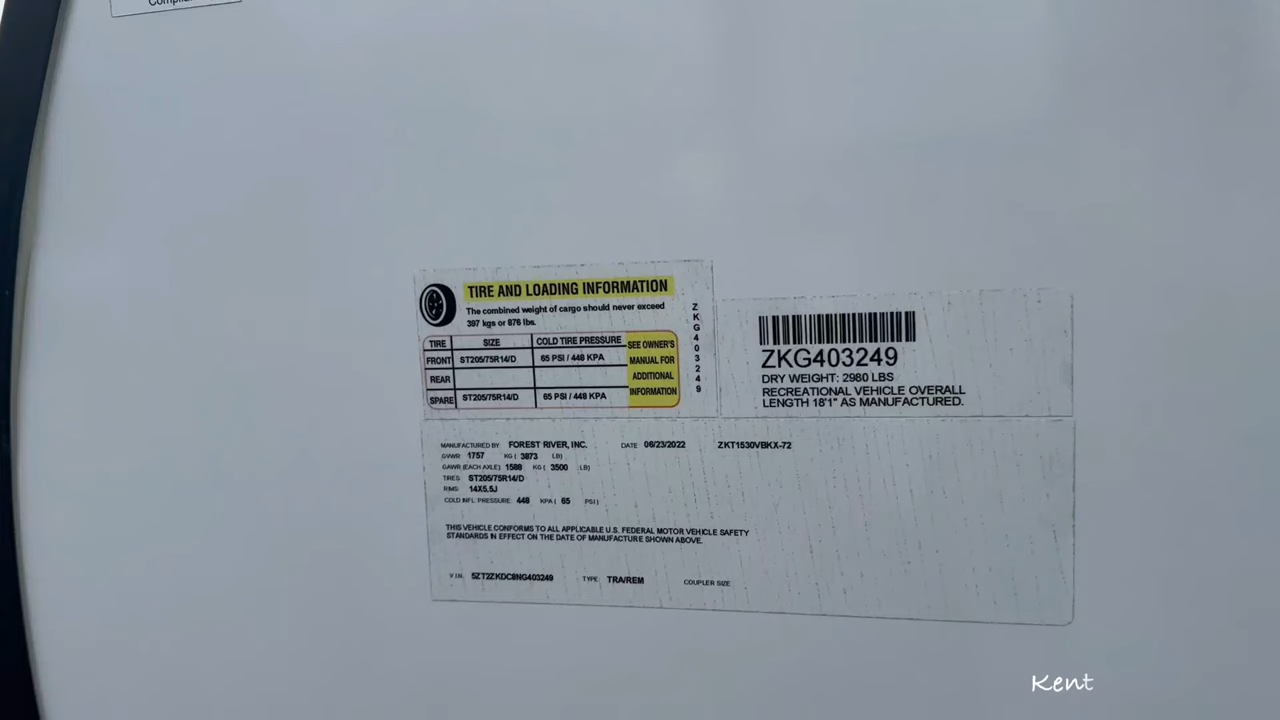 TIRE AND LOADING INFORMATION
The combined weight of cargo should never exceed
397 kgs or 876 lbs.
TIRE SIZE COLD TIRE PRESSURE SEE OWNER'S
FRONT ST205/75R14/D 65 PSI / 448 KPA MANUAL FOR
REAR ADDITIONAL
SPARE ST205/75R14/D 65 PSI / 448 KPA INFORMATION
ZKG403249
ZKG403249
DRY WEIGHT: 2980 LBS
RECREATIONAL VEHICLE OVERALL
LENGTH 18'1" AS MANUFACTURED.
MANUFACTURED BY: FOREST RIVER, INC. DATE 06/23/2022 ZKT1530VBKX-72
GVWR 1757 KG ( 3873 LB)
GAWR (EACH AXLE) 1588 KG ( 3500 LB)
TIRES ST205/75R14/D
RIMS 14X5.5J
COLD INFL. PRESSURE: 448 KPA ( 65 PSI)
THIS VEHICLE CONFORMS TO ALL APPLICABLE U.S. FEDERAL MOTOR VEHICLE SAFETY
STANDARDS IN EFFECT ON THE DATE OF MANUFACTURE SHOWN ABOVE.
V.I.N. 5ZT2ZKDC8NG403249 TYPE: TRA/REM COUPLER SIZE
Kent